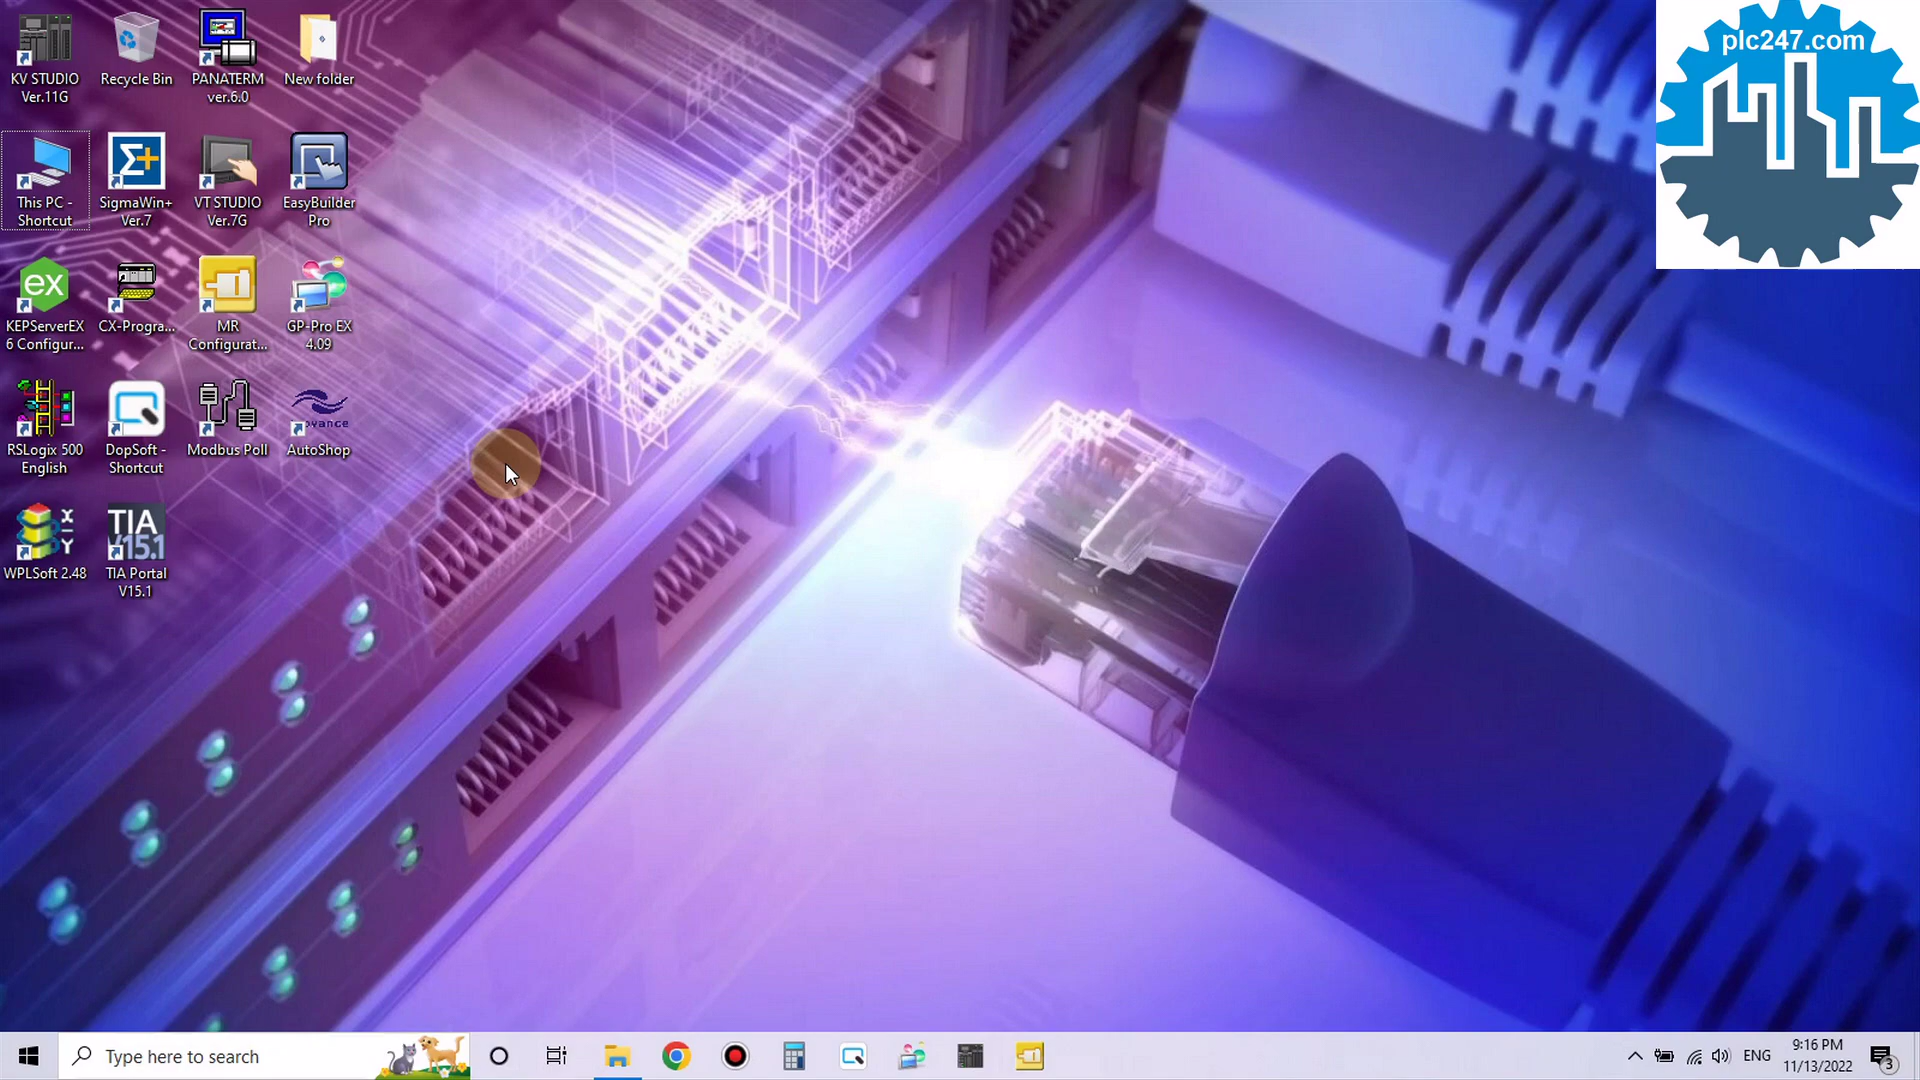 plc247.com
KV STUDIO
Ver.11G
Recycle Bin
PANATERM
ver.6.0
New folder
This PC -
Shortcut
SigmaWin+
Ver.7
VT STUDIO
Ver.7G
EasyBuilder
Pro
ex
KEPServerEX
6 Configur...
CX-Progra...
MR
Configurat...
GP-Pro EX
4.09
RSLogix 500
English
DopSoft -
Shortcut
Modbus Poll
AutoShop
X
Y
WPLSoft 2.48
TIA
V15.1
TIA Portal
V15.1
Type here to search
ENG
9:16 PM
11/13/2022
3